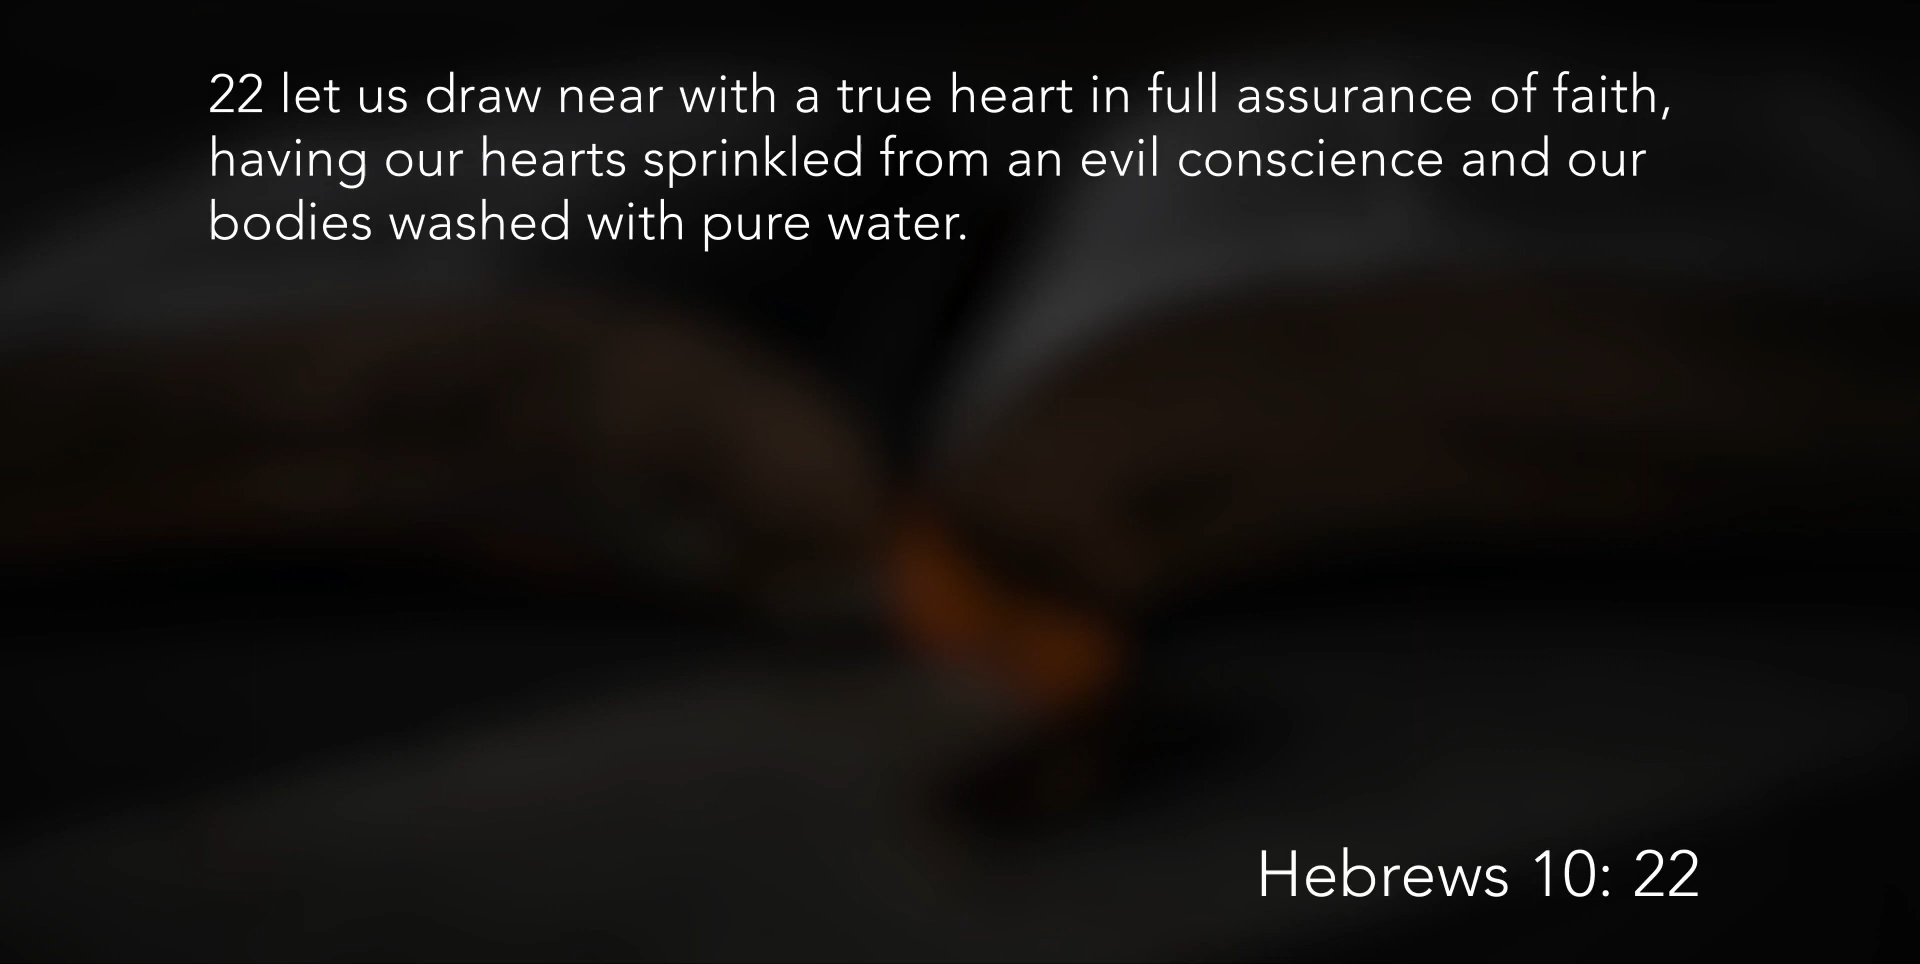 22 let us draw near with a true heart in full assurance of faith,
having our hearts sprinkled from an evil conscience and our
bodies washed with pure water.
Hebrews 10: 22